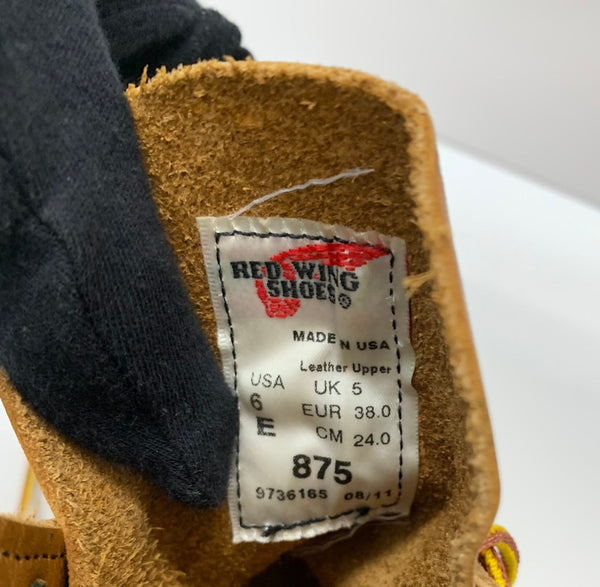 RED WING
SHOES®
MADE IN USA
Leather Upper
USA UK 5
6 EUR 38.0
E CM 24.0
875
9736165 08/11